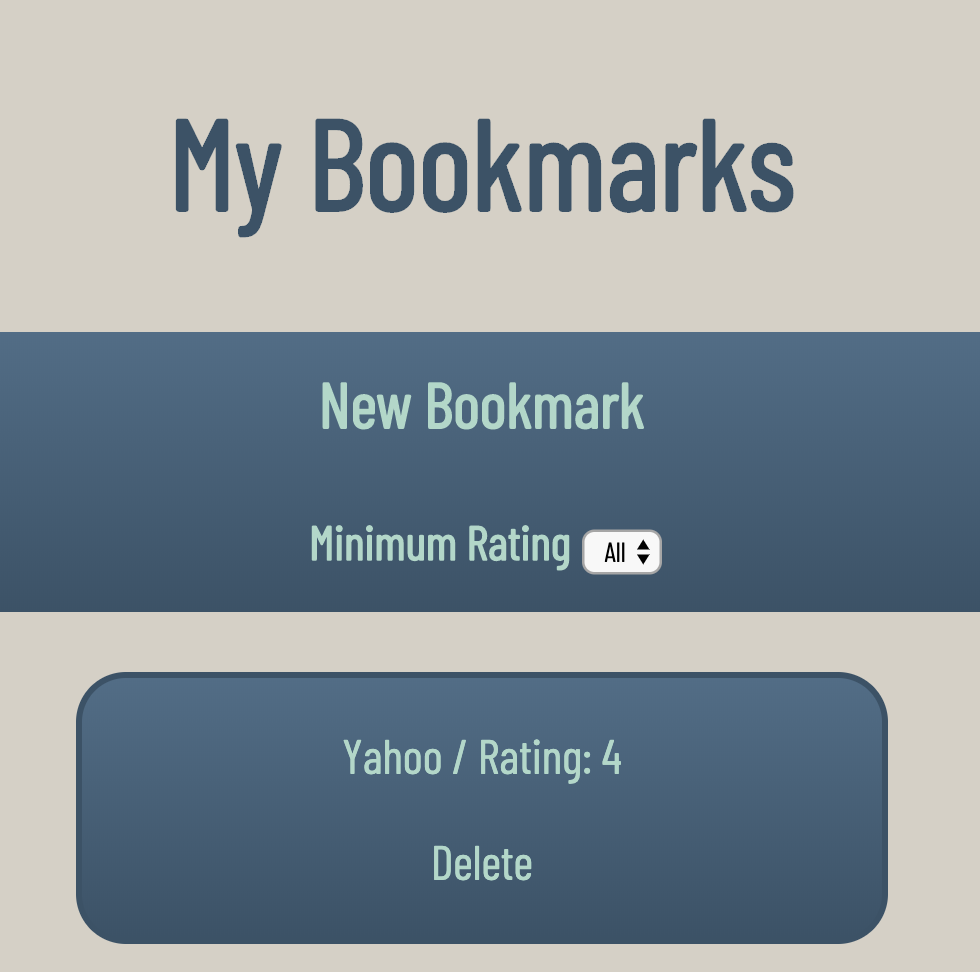 My Bookmarks
New Bookmark
Minimum Rating All
Yahoo / Rating: 4
Delete